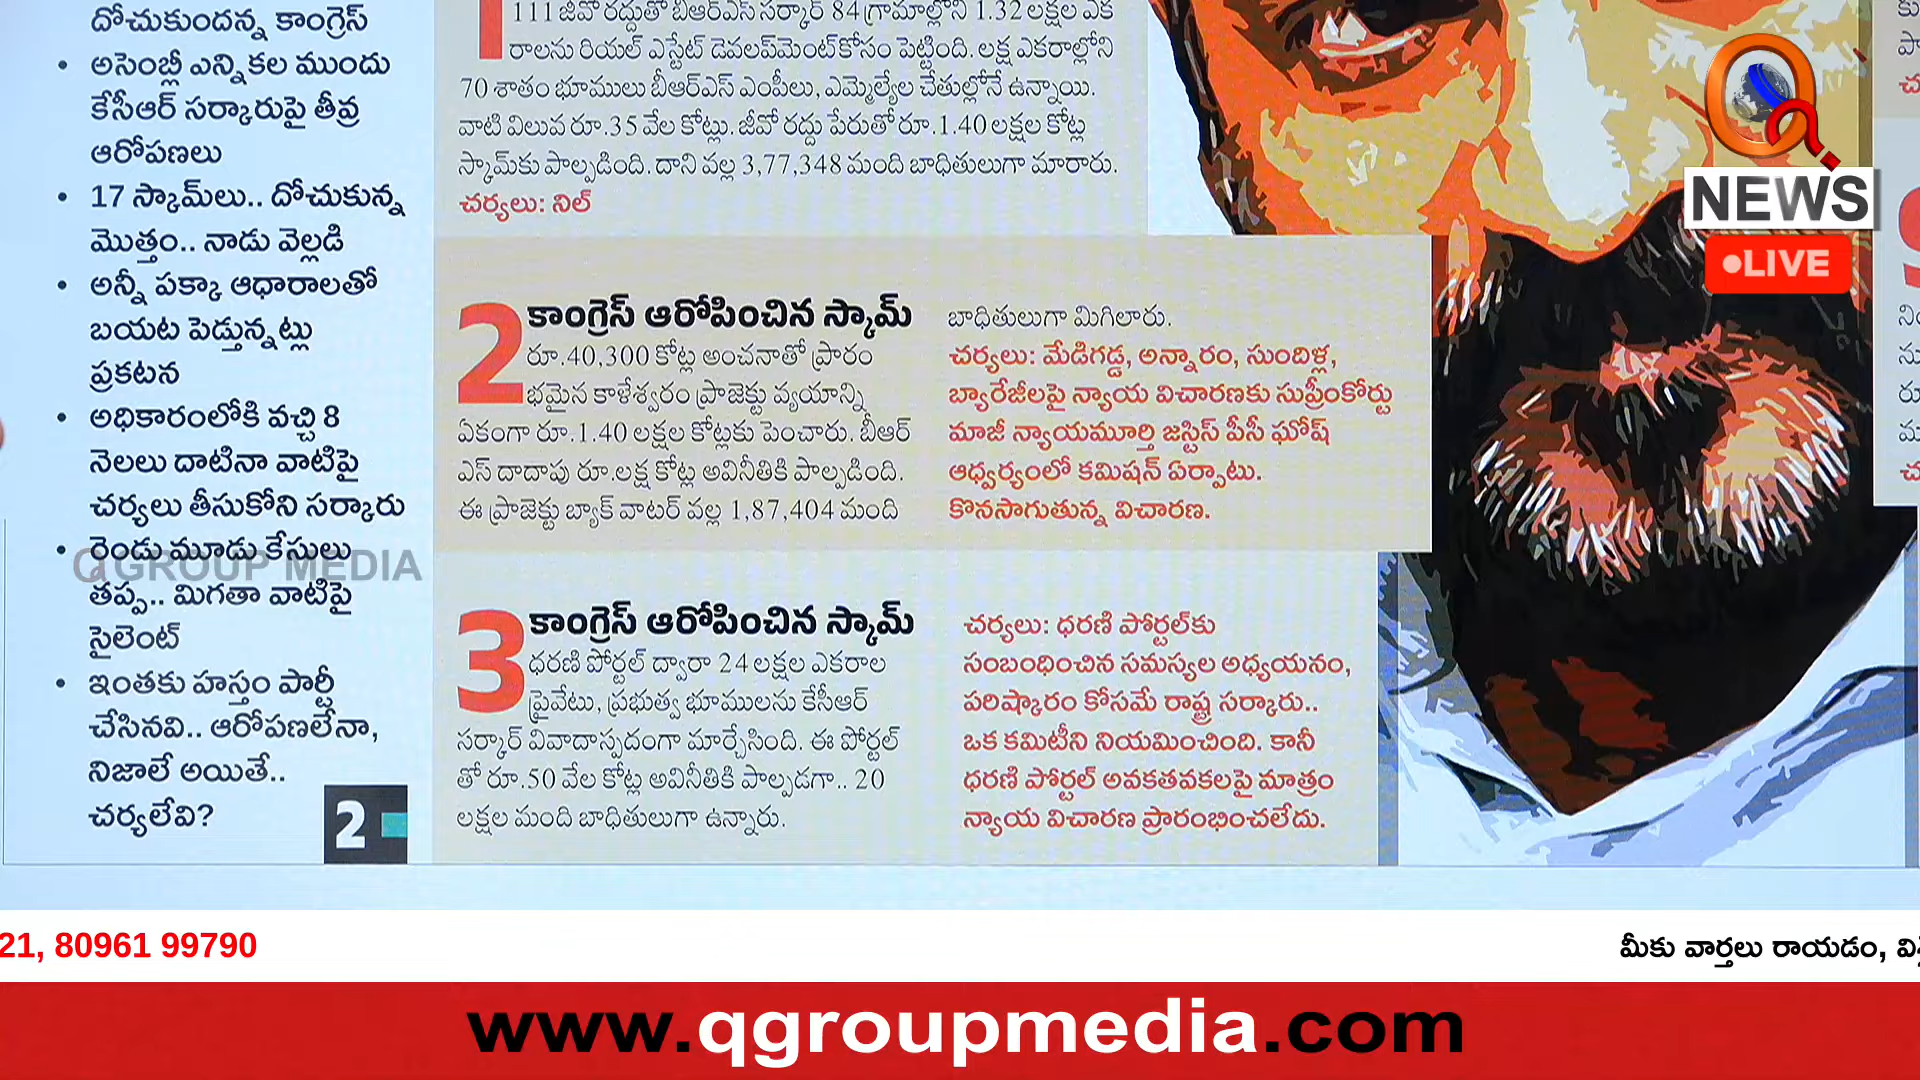 దోచుకుందన్న కాంగ్రెస్
• అసెంబ్లీ ఎన్నికల ముందు
కేసీఆర్ సర్కారుపై తీవ్ర
ఆరోపణలు
• 17 స్కామ్‌లు.. దోచుకున్న
మొత్తం.. నాడు వెల్లడి
• అన్నీ పక్కా ఆధారాలతో
బయట పెడ్తున్నట్లు
ప్రకటన
• అధికారంలోకి వచ్చి 8
నెలలు దాటినా వాటిపై
చర్యలు తీసుకోని సర్కారు
• రెండు మూడు కేసులు
తప్ప.. మిగతా వాటిపై
సైలెంట్
• ఇంతకు హస్తం పార్టీ
చేసినవి.. ఆరోపణలేనా,
నిజాలే అయితే..
చర్యలేవి?
2
Q GROUP MEDIA
1
111 జీవో రద్దుతో బీఆర్ఎస్ సర్కార్ 84 గ్రామాల్లోని 1.32 లక్షల ఎక
రాలను రియల్ ఎస్టేట్ డెవలప్‌మెంట్‌కోసం పెట్టింది. లక్ష ఎకరాల్లోని
70 శాతం భూములు బీఆర్ఎస్ ఎంపీలు, ఎమ్మెల్యేల చేతుల్లోనే ఉన్నాయి.
వాటి విలువ రూ.35 వేల కోట్లు. జీవో రద్దు పేరుతో రూ.1.40 లక్షల కోట్ల
స్కామ్‌కు పాల్పడింది. దాని వల్ల 3,77,348 మంది బాధితులుగా మారారు.
చర్యలు: నిల్
2
కాంగ్రెస్ ఆరోపించిన స్కామ్
రూ.40,300 కోట్ల అంచనాతో ప్రారం
భమైన కాళేశ్వరం ప్రాజెక్టు వ్యయాన్ని
ఏకంగా రూ.1.40 లక్షల కోట్లకు పెంచారు. బీఆర్
ఎస్ దాదాపు రూ.లక్ష కోట్ల అవినీతికి పాల్పడింది.
ఈ ప్రాజెక్టు బ్యాక్ వాటర్ వల్ల 1,87,404 మంది
బాధితులుగా మిగిలారు.
చర్యలు: మేడిగడ్డ, అన్నారం, సుందిళ్ల,
బ్యారేజీలపై న్యాయ విచారణకు సుప్రీంకోర్టు
మాజీ న్యాయమూర్తి జస్టిస్ పీసీ ఘోష్
ఆధ్వర్యంలో కమిషన్ ఏర్పాటు.
కొనసాగుతున్న విచారణ.
3
కాంగ్రెస్ ఆరోపించిన స్కామ్
ధరణి పోర్టల్ ద్వారా 24 లక్షల ఎకరాల
ప్రైవేటు, ప్రభుత్వ భూములను కేసీఆర్
సర్కార్ వివాదాస్పదంగా మార్చేసింది. ఈ పోర్టల్
తో రూ.50 వేల కోట్ల అవినీతికి పాల్పడగా.. 20
లక్షల మంది బాధితులుగా ఉన్నారు.
చర్యలు: ధరణి పోర్టల్‌కు
సంబంధించిన సమస్యల అధ్యయనం,
పరిష్కారం కోసమే రాష్ట్ర సర్కారు..
ఒక కమిటీని నియమించింది. కానీ
ధరణి పోర్టల్ అవకతవకలపై మాత్రం
న్యాయ విచారణ ప్రారంభించలేదు.
Q
NEWS
LIVE
21, 80961 99790
మీకు వార్తలు రాయడం,
www.qgroupmedia.com